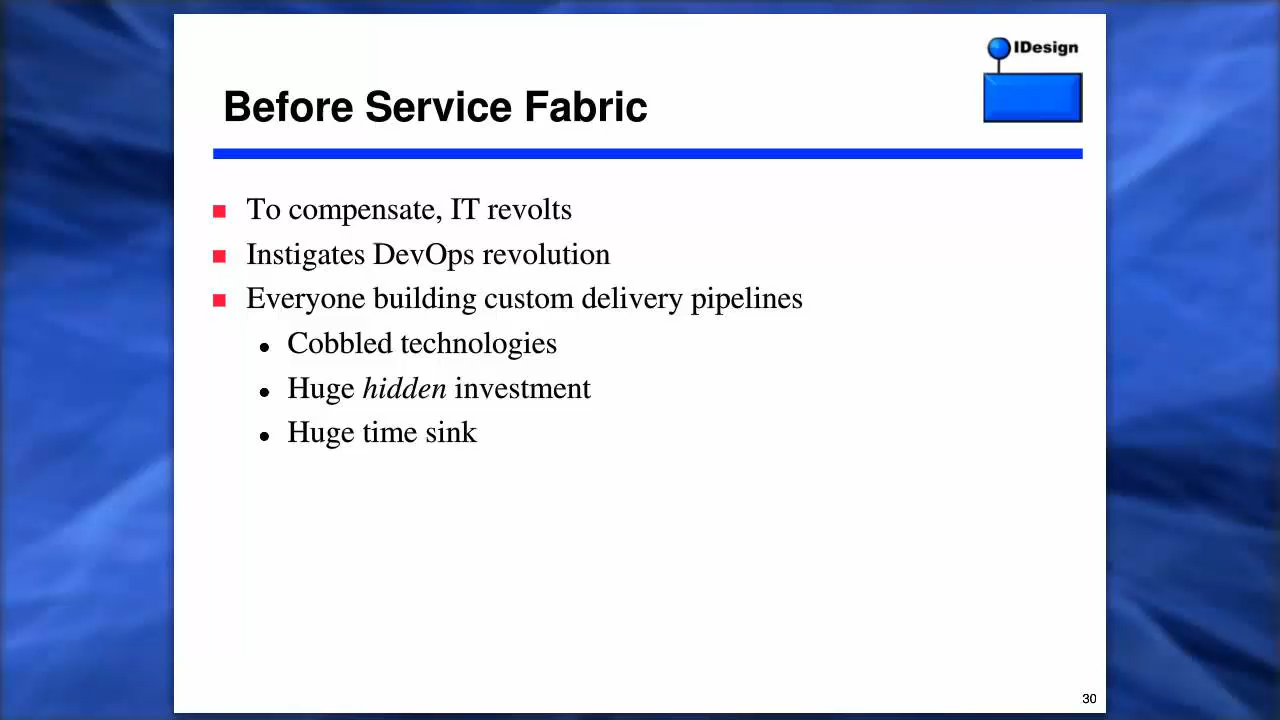 IDesign
Before Service Fabric
To compensate, IT revolts
Instigates DevOps revolution
Everyone building custom delivery pipelines
Cobbled technologies
Huge hidden investment
Huge time sink
30